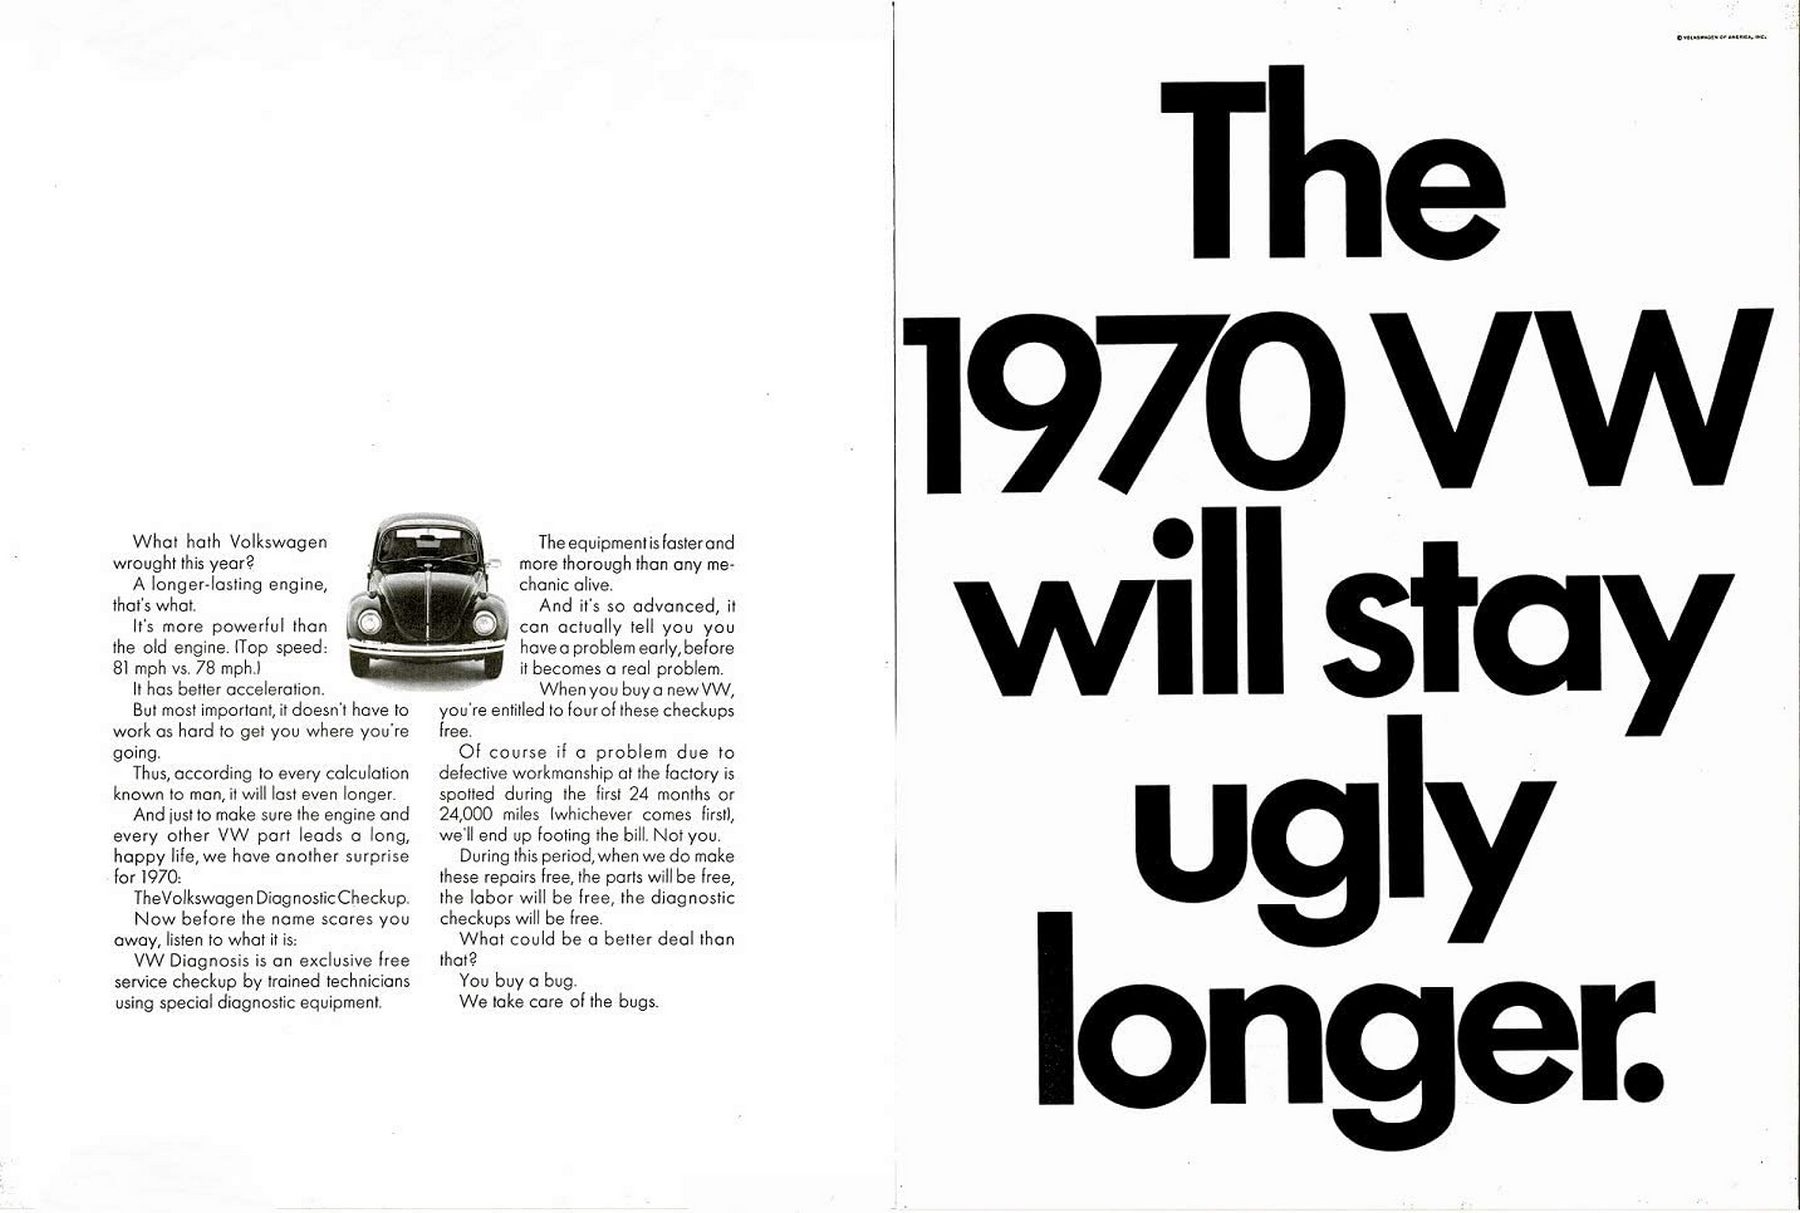 What hath Volkswagen
wrought this year?
A longer-lasting engine,
that's what.
It's more powerful than
the old engine. (Top speed:
81 mph vs. 78 mph.)
It has better acceleration.
But most important, it doesn't have to
work as hard to get you where you're
going.
Thus, according to every calculation
known to man, it will last even longer.
And just to make sure the engine and
every other VW part leads a long,
happy life, we have another surprise
for 1970:
The Volkswagen Diagnostic Checkup.
Now before the name scares you
away, listen to what it is:
VW Diagnosis is an exclusive free
service checkup by trained technicians
using special diagnostic equipment.
The equipment is faster and
more thorough than any me-
chanic alive.
And it's so advanced, it
can actually tell you you
have a problem early, before
it becomes a real problem.
When you buy a new VW,
you're entitled to four of these checkups
free.
Of course if a problem due to
defective workmanship at the factory is
spotted during the first 24 months or
24,000 miles (whichever comes first),
we'll end up footing the bill. Not you.
During this period, when we do make
these repairs free, the parts will be free,
the labor will be free, the diagnostic
checkups will be free.
What could be a better deal than
that?
You buy a bug.
We take care of the bugs.
© VOLKSWAGEN OF AMERICA, INC.
The
1970 VW
will stay
ugly
longer.